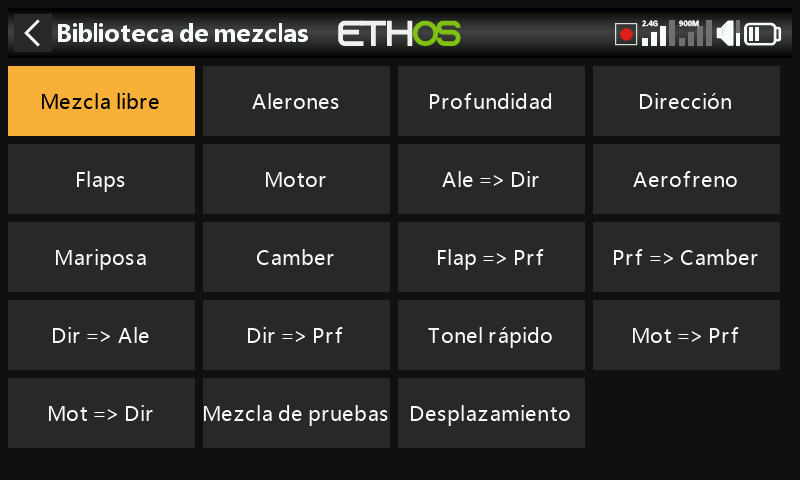 Biblioteca de mezclas
ETHOS
2.4G
900M
Mezcla libre
Alerones
Profundidad
Dirección
Flaps
Motor
Ale => Dir
Aerofreno
Mariposa
Camber
Flap => Prf
Prf => Camber
Dir => Ale
Dir => Prf
Tonel rápido
Mot => Prf
Mot => Dir
Mezcla de pruebas
Desplazamiento